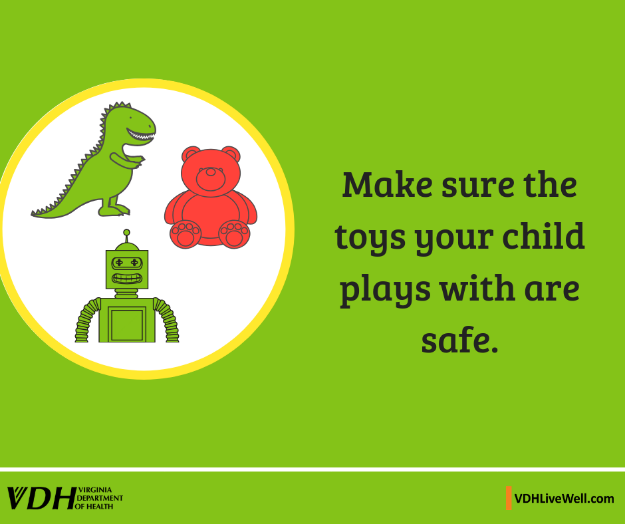 Make sure the
toys your child
plays with are
safe.
VDH VIRGINIA
DEPARTMENT
OF HEALTH
VDHLiveWell.com